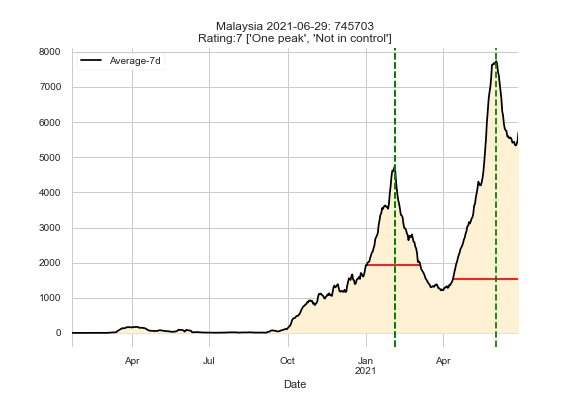 Malaysia 2021-06-29: 745703
Rating:7 ['One peak', 'Not in control']
Average-7d
8000
7000
6000
5000
4000
3000
2000
1000
0
Apr
Jul
Oct
Jan
2021
Apr
Date